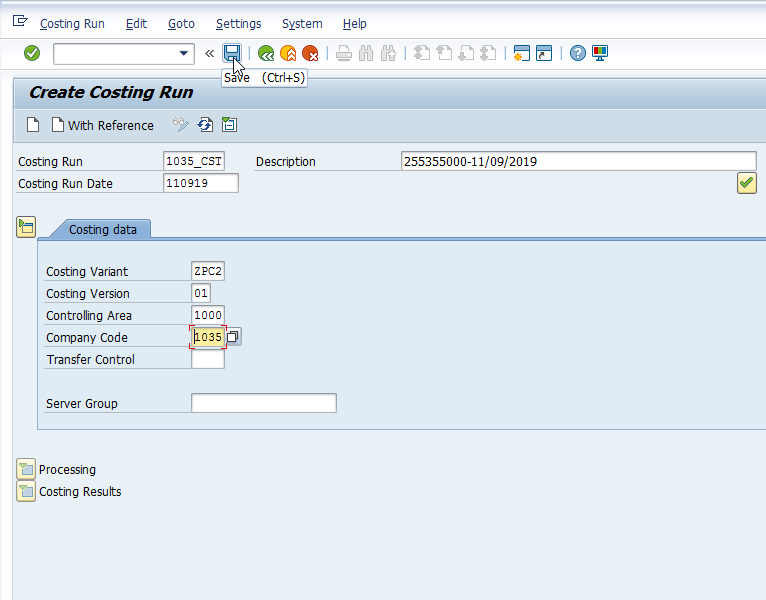 Costing Run Edit Goto Settings System Help
Save (Ctrl+S)
Create Costing Run
With Reference
Costing Run 1035_CST Description 255355000-11/09/2019
Costing Run Date 110919
Costing data
Costing Variant ZPC2
Costing Version 01
Controlling Area 1000
Company Code 1035
Transfer Control
Server Group
Processing
Costing Results